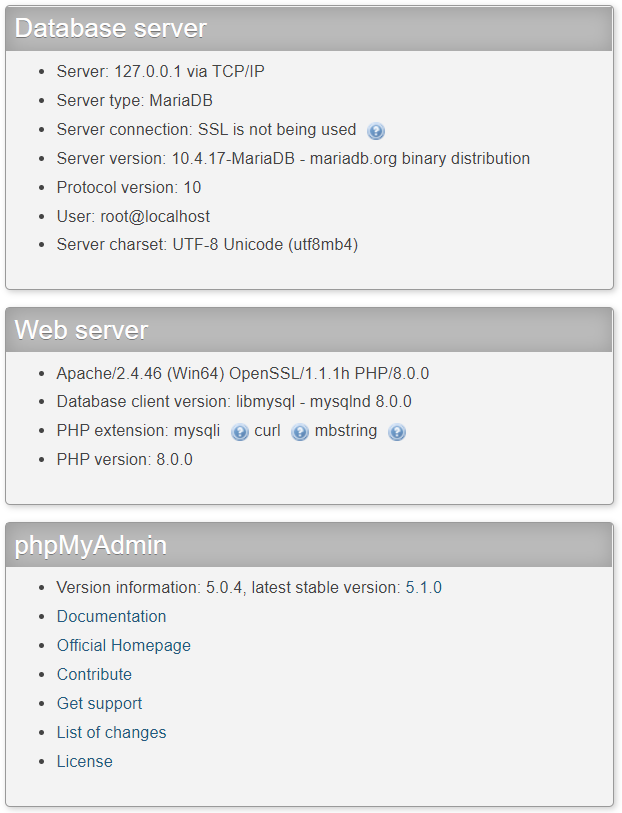 Database server
Server: 127.0.0.1 via TCP/IP
Server type: MariaDB
Server connection: SSL is not being used
Server version: 10.4.17-MariaDB - mariadb.org binary distribution
Protocol version: 10
User: root@localhost
Server charset: UTF-8 Unicode (utf8mb4)
Web server
Apache/2.4.46 (Win64) OpenSSL/1.1.1h PHP/8.0.0
Database client version: libmysql - mysqlnd 8.0.0
PHP extension: mysqli curl mbstring
PHP version: 8.0.0
phpMyAdmin
Version information: 5.0.4, latest stable version: 5.1.0
Documentation
Official Homepage
Contribute
Get support
List of changes
License